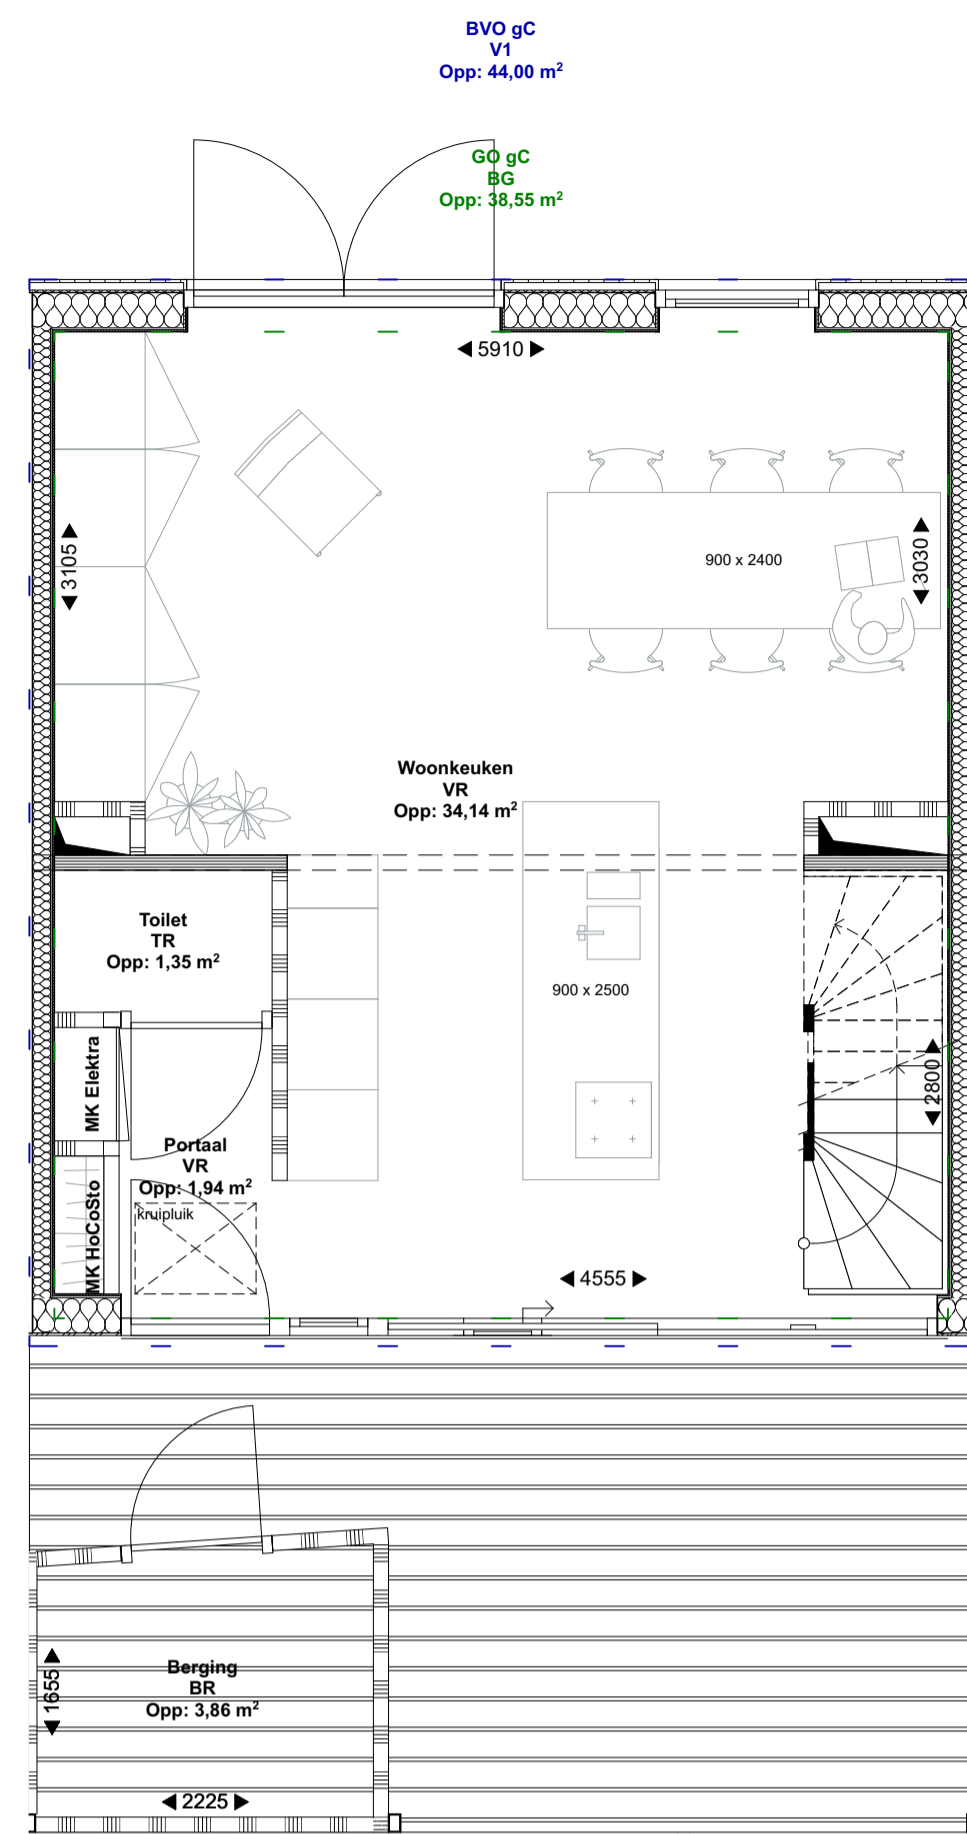 BVO gC
V1
Opp: 44,00 m²
GO gC
BG
Opp: 38,55 m²
5910
3105
900 x 2400
3030
Woonkeuken
VR
Opp: 34,14 m²
Toilet
TR
Opp: 1,35 m²
900 x 2500
MK Elektra
2800
Portaal
VR
Opp: 1,94 m²
kruipluik
MK HoCoSto
4555
Berging
BR
Opp: 3,86 m²
1655
2225